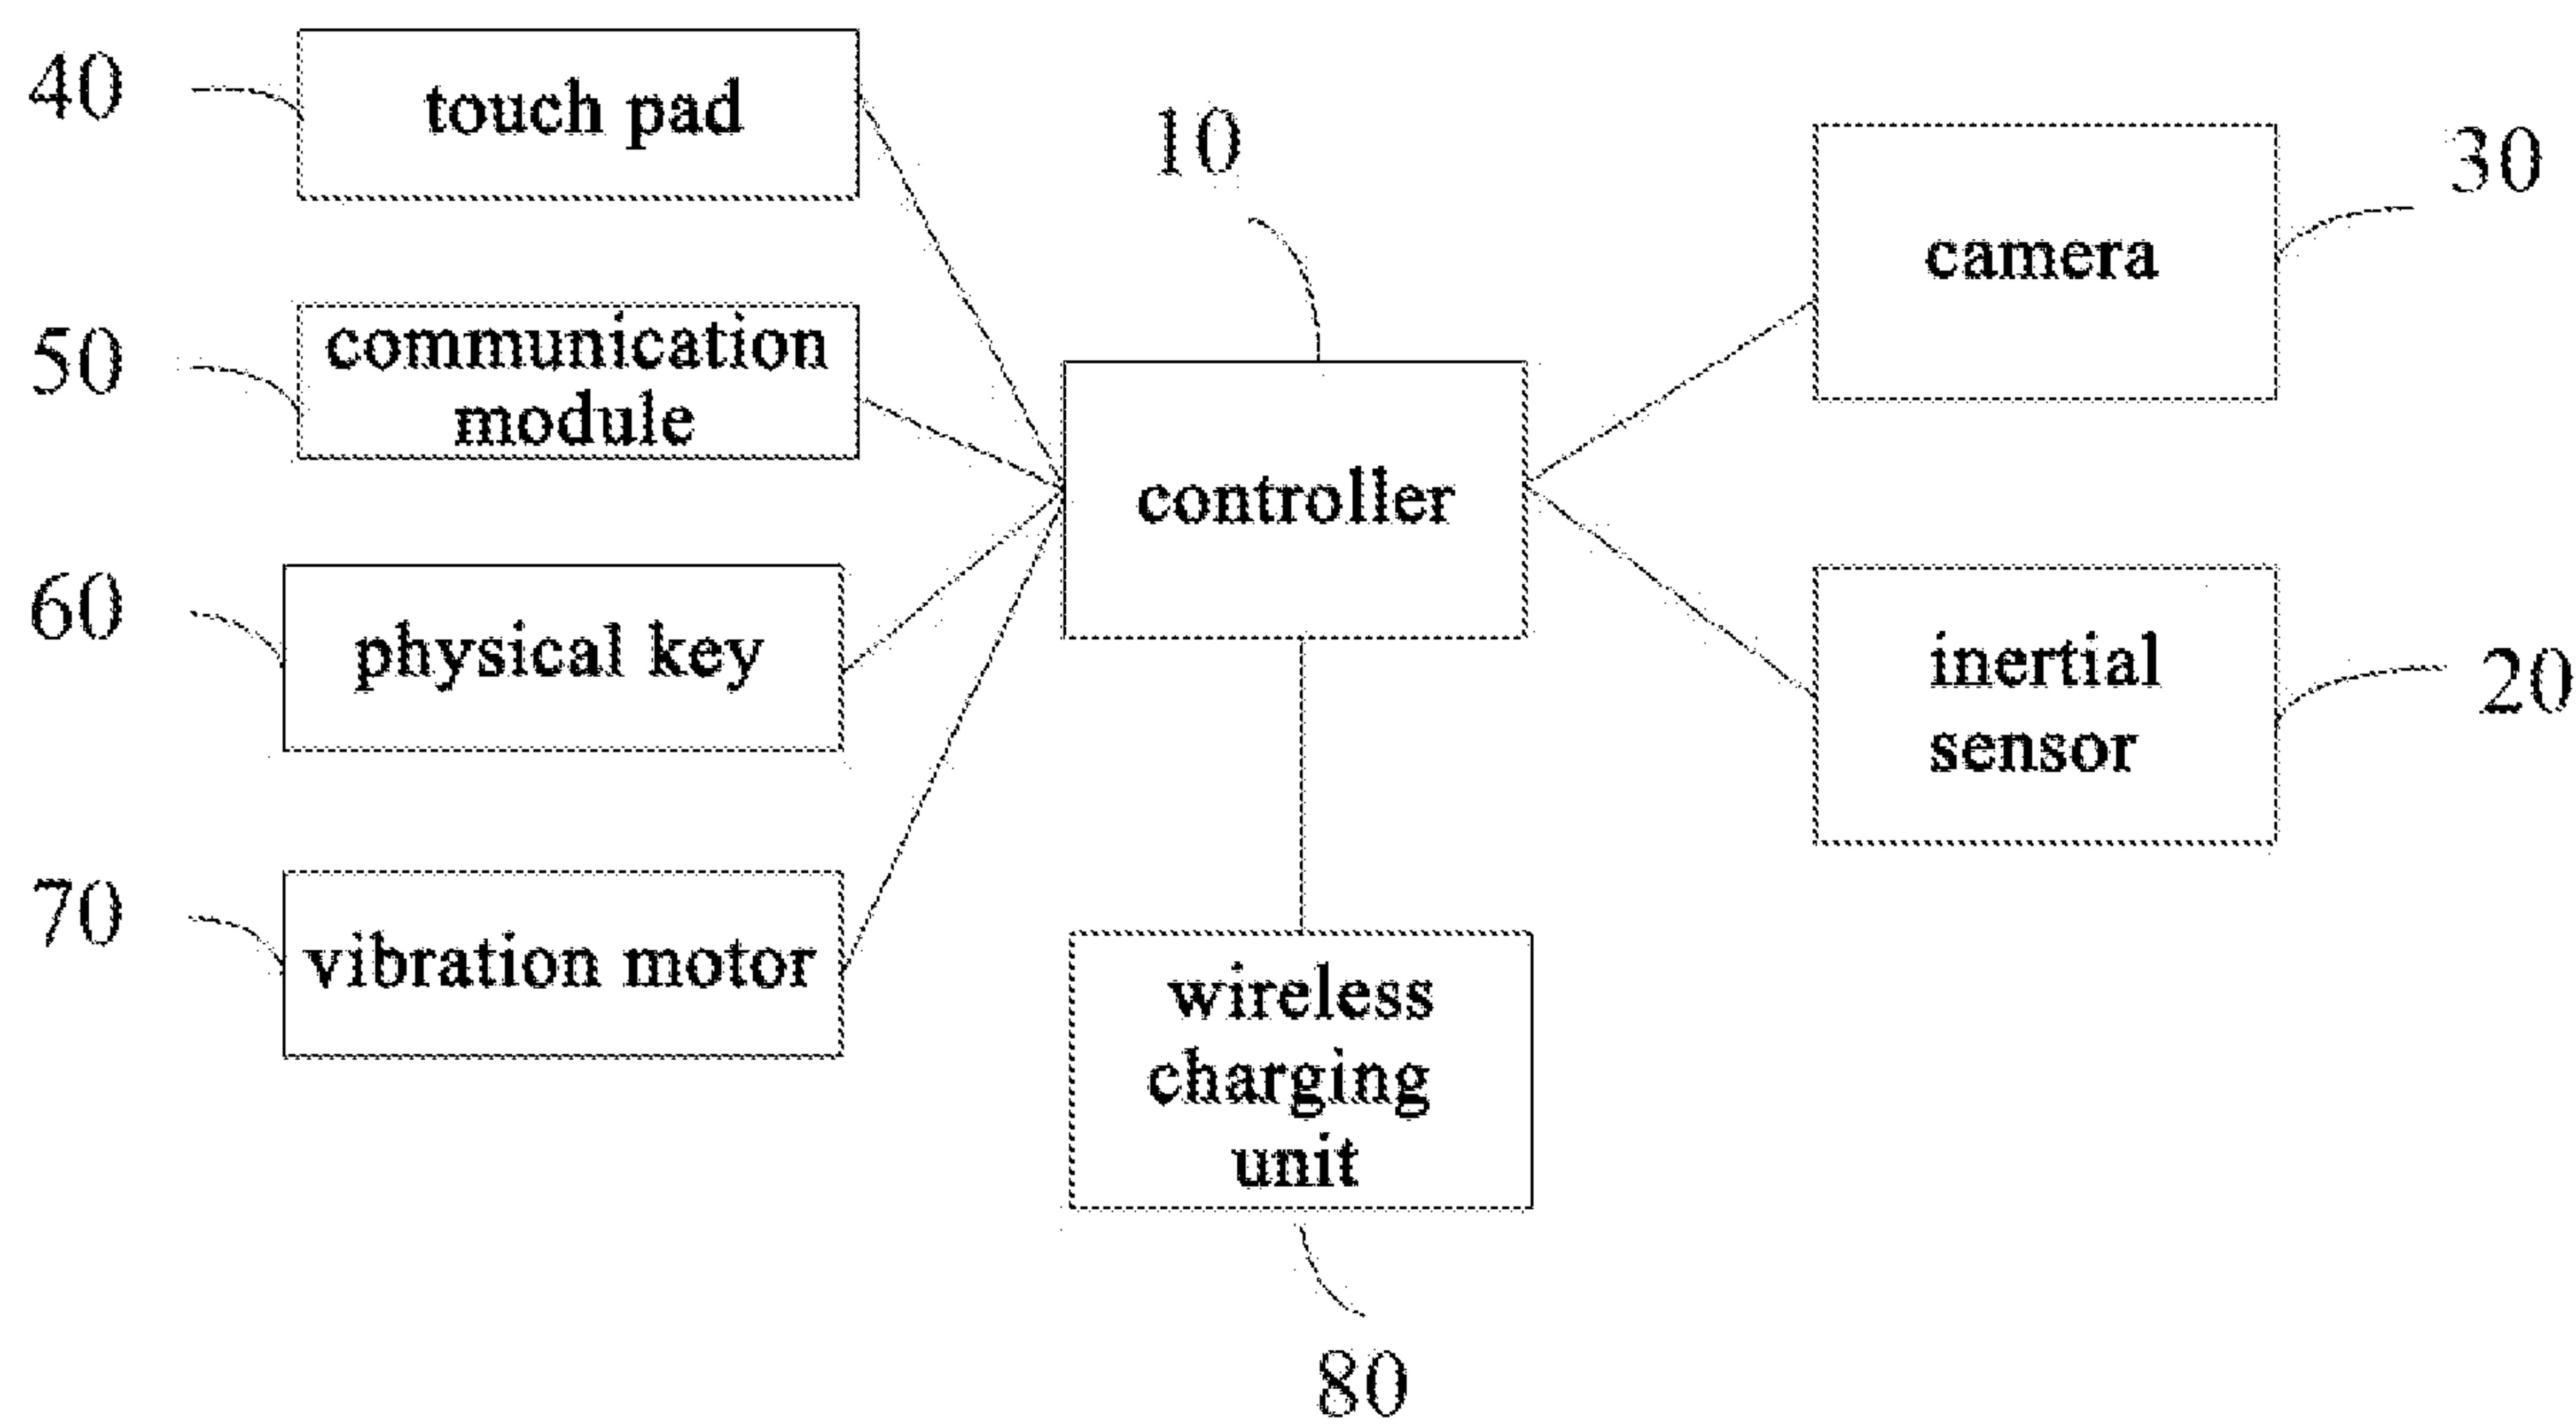 40
touch pad
10
30
camera
50
communication
module
controller
60
physical key
inertial
sensor
20
70
vibration motor
wireless
charging
unit
80